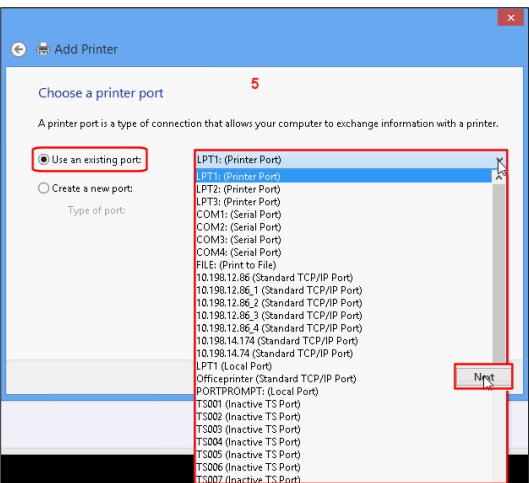 Add Printer
5
Choose a printer port
A printer port is a type of connection that allows your computer to exchange information with a printer.
Use an existing port:
LPT1: (Printer Port)
Create a new port:
Type of port:
LPT1: (Printer Port)
LPT2: (Printer Port)
LPT3: (Printer Port)
COM1: (Serial Port)
COM2: (Serial Port)
COM3: (Serial Port)
COM4: (Serial Port)
FILE: (Print to File)
10.198.12.86 (Standard TCP/IP Port)
10.198.12.86_1 (Standard TCP/IP Port)
10.198.12.86_2 (Standard TCP/IP Port)
10.198.12.86_3 (Standard TCP/IP Port)
10.198.12.86_4 (Standard TCP/IP Port)
10.198.14.174 (Standard TCP/IP Port)
10.198.14.74 (Standard TCP/IP Port)
LPT1 (Local Port)
Officeprinter (Standard TCP/IP Port)
PORTPROMPT: (Local Port)
TS001 (Inactive TS Port)
TS002 (Inactive TS Port)
TS003 (Inactive TS Port)
TS004 (Inactive TS Port)
TS005 (Inactive TS Port)
TS006 (Inactive TS Port)
TS007 (Inactive TS Port)
Next